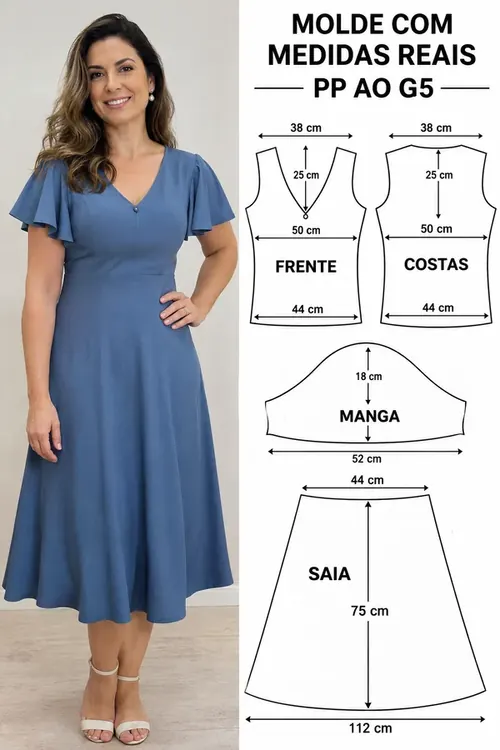 MOLDE COM
MEDIDAS REAIS
PP AO G5
38 cm
38 cm
25 cm
25 cm
50 cm
50 cm
FRENTE
COSTAS
44 cm
44 cm
18 cm
MANGA
52 cm
44 cm
SAIA
75 cm
112 cm